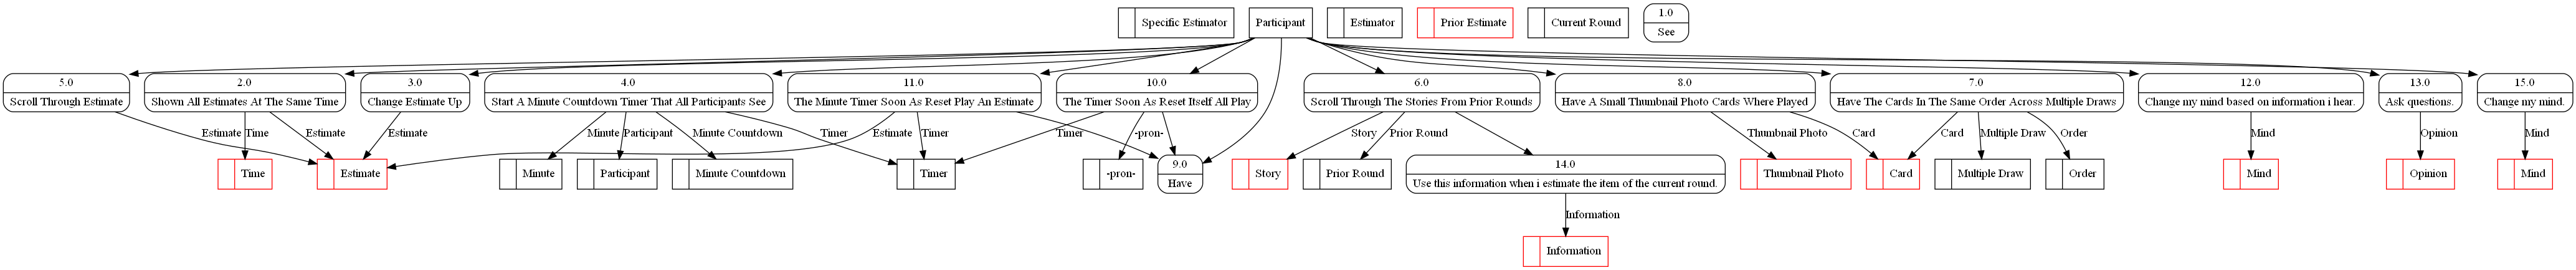 Specific Estimator
Participant
Estimator
Prior Estimate
Current Round
1.0
See
5.0
Scroll Through Estimate
2.0
Shown All Estimates At The Same Time
3.0
Change Estimate Up
4.0
Start A Minute Countdown Timer That All Participants See
11.0
The Minute Timer Soon As Reset Play An Estimate
10.0
The Timer Soon As Reset Itself All Play
6.0
Scroll Through The Stories From Prior Rounds
8.0
Have A Small Thumbnail Photo Cards Where Played
7.0
Have The Cards In The Same Order Across Multiple Draws
12.0
Change my mind based on information i hear.
13.0
Ask questions.
15.0
Change my mind.
Estimate
Time
Estimate
Estimate
Minute
Participant
Minute Countdown
Timer
Estimate
Timer
Timer
-pron-
Story
Prior Round
Thumbnail Photo
Card
Card
Multiple Draw
Order
Mind
Opinion
Mind
Time
Estimate
Minute
Participant
Minute Countdown
Timer
-pron-
9.0
Have
Story
Prior Round
14.0
Use this information when i estimate the item of the current round.
Thumbnail Photo
Card
Multiple Draw
Order
Mind
Opinion
Mind
Information
Information